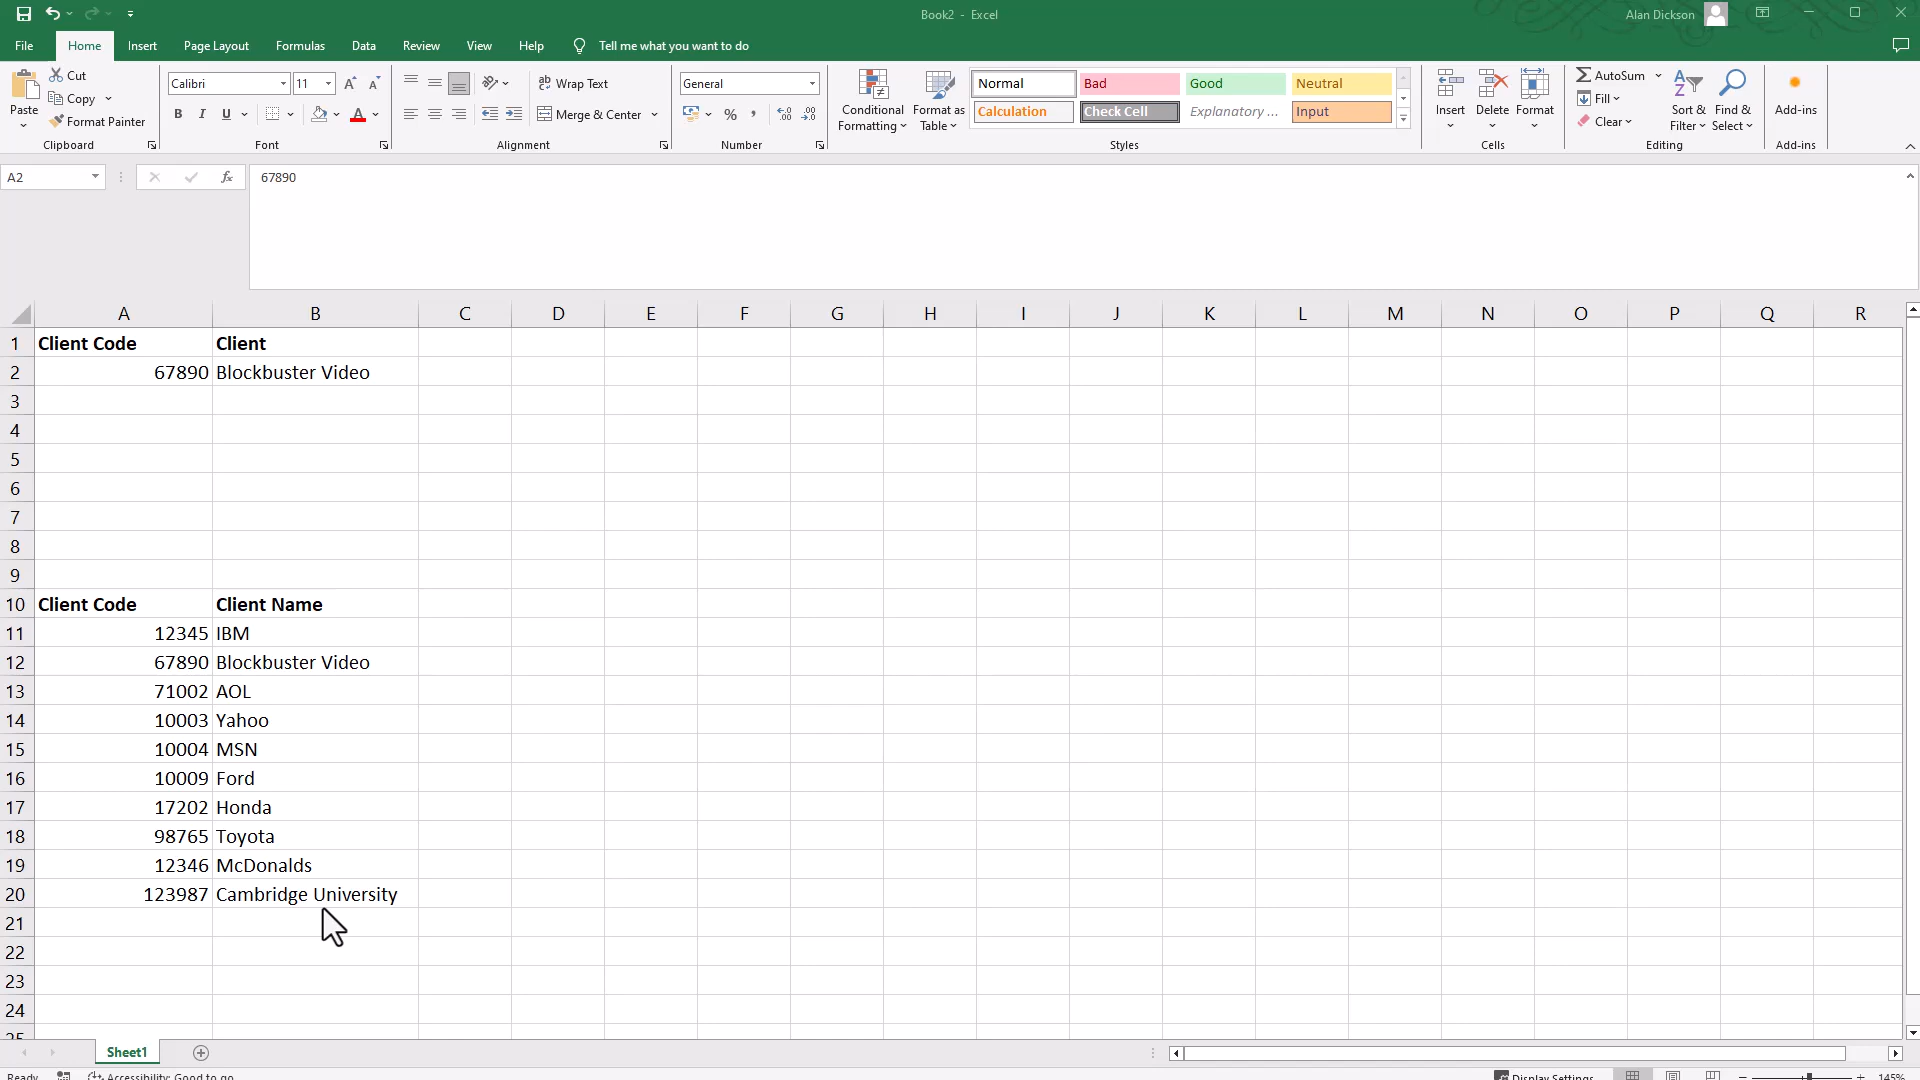 Book2 - Excel
Alan Dickson
File Home Insert Page Layout Formulas Data Review View Help Tell me what you want to do
Paste
Cut
Copy
Format Painter
Clipboard
Calibri 11
B I U
Font
Wrap Text
Merge & Center
Alignment
General
Number
Conditional Formatting
Format as Table
Normal Bad Good Neutral
Calculation Check Cell Explanatory ... Input
Styles
Insert Delete Format
Cells
AutoSum
Fill
Clear
Sort & Filter
Find & Select
Editing
Add-ins
Add-ins
A2 fx 67890
A B C D E F G H I J K L M N O P Q R
1 Client Code Client
2 67890 Blockbuster Video
3
4
5
6
7
8
9
10 Client Code Client Name
11 12345 IBM
12 67890 Blockbuster Video
13 71002 AOL
14 10003 Yahoo
15 10004 MSN
16 10009 Ford
17 17202 Honda
18 98765 Toyota
19 12346 McDonalds
20 123987 Cambridge University
21
22
23
24
25
Sheet1
Ready Accessibility: Good to go Display Settings 145%